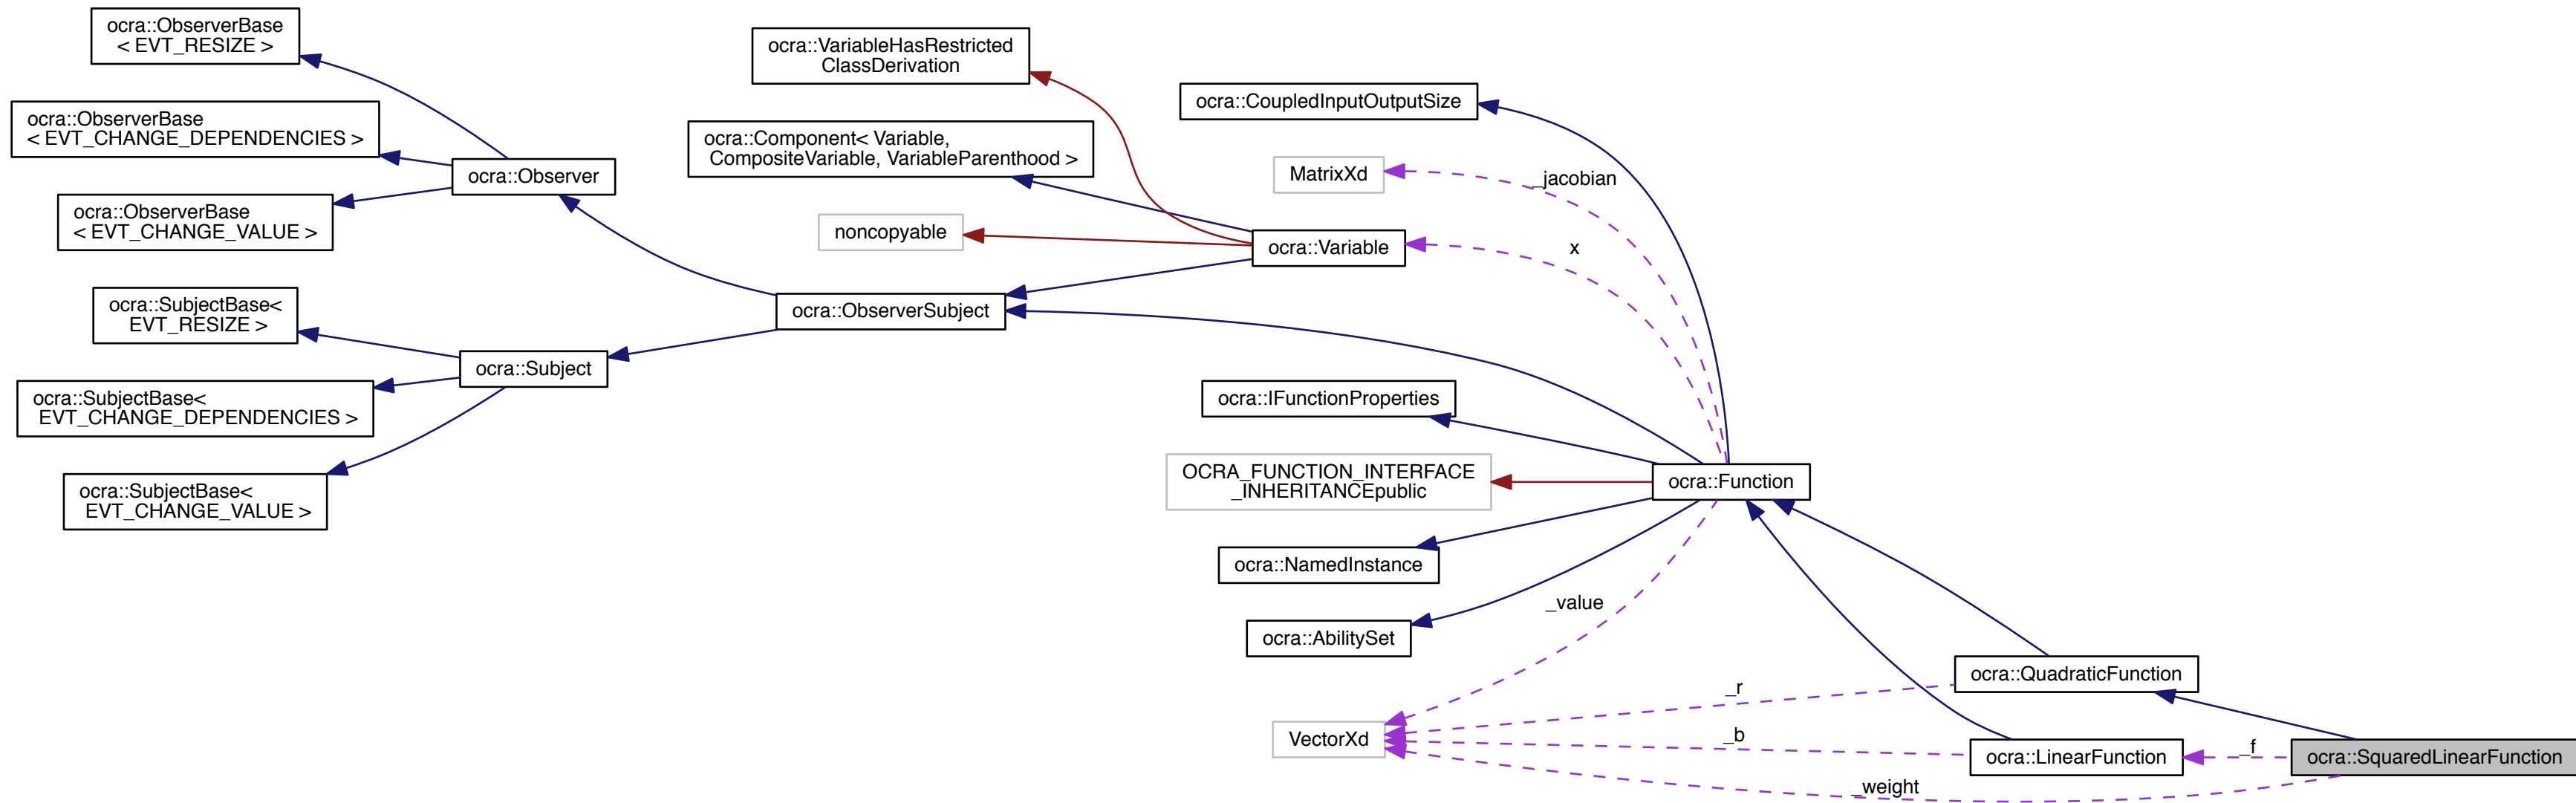 ocra::ObserverBase
< EVT_RESIZE >
ocra::ObserverBase
< EVT_CHANGE_DEPENDENCIES >
ocra::ObserverBase
< EVT_CHANGE_VALUE >
ocra::Observer
ocra::SubjectBase<
EVT_RESIZE >
ocra::SubjectBase<
EVT_CHANGE_DEPENDENCIES >
ocra::SubjectBase<
EVT_CHANGE_VALUE >
ocra::Subject
ocra::VariableHasRestricted
ClassDerivation
ocra::Component< Variable,
CompositeVariable, VariableParenthood >
noncopyable
ocra::ObserverSubject
ocra::CoupledInputOutputSize
MatrixXd
_jacobian
ocra::Variable
x
ocra::IFunctionProperties
OCRA_FUNCTION_INTERFACE
_INHERITANCEpublic
ocra::Function
ocra::NamedInstance
_value
ocra::AbilitySet
ocra::QuadraticFunction
_r
VectorXd
_b
ocra::LinearFunction
_f
ocra::SquaredLinearFunction
_weight